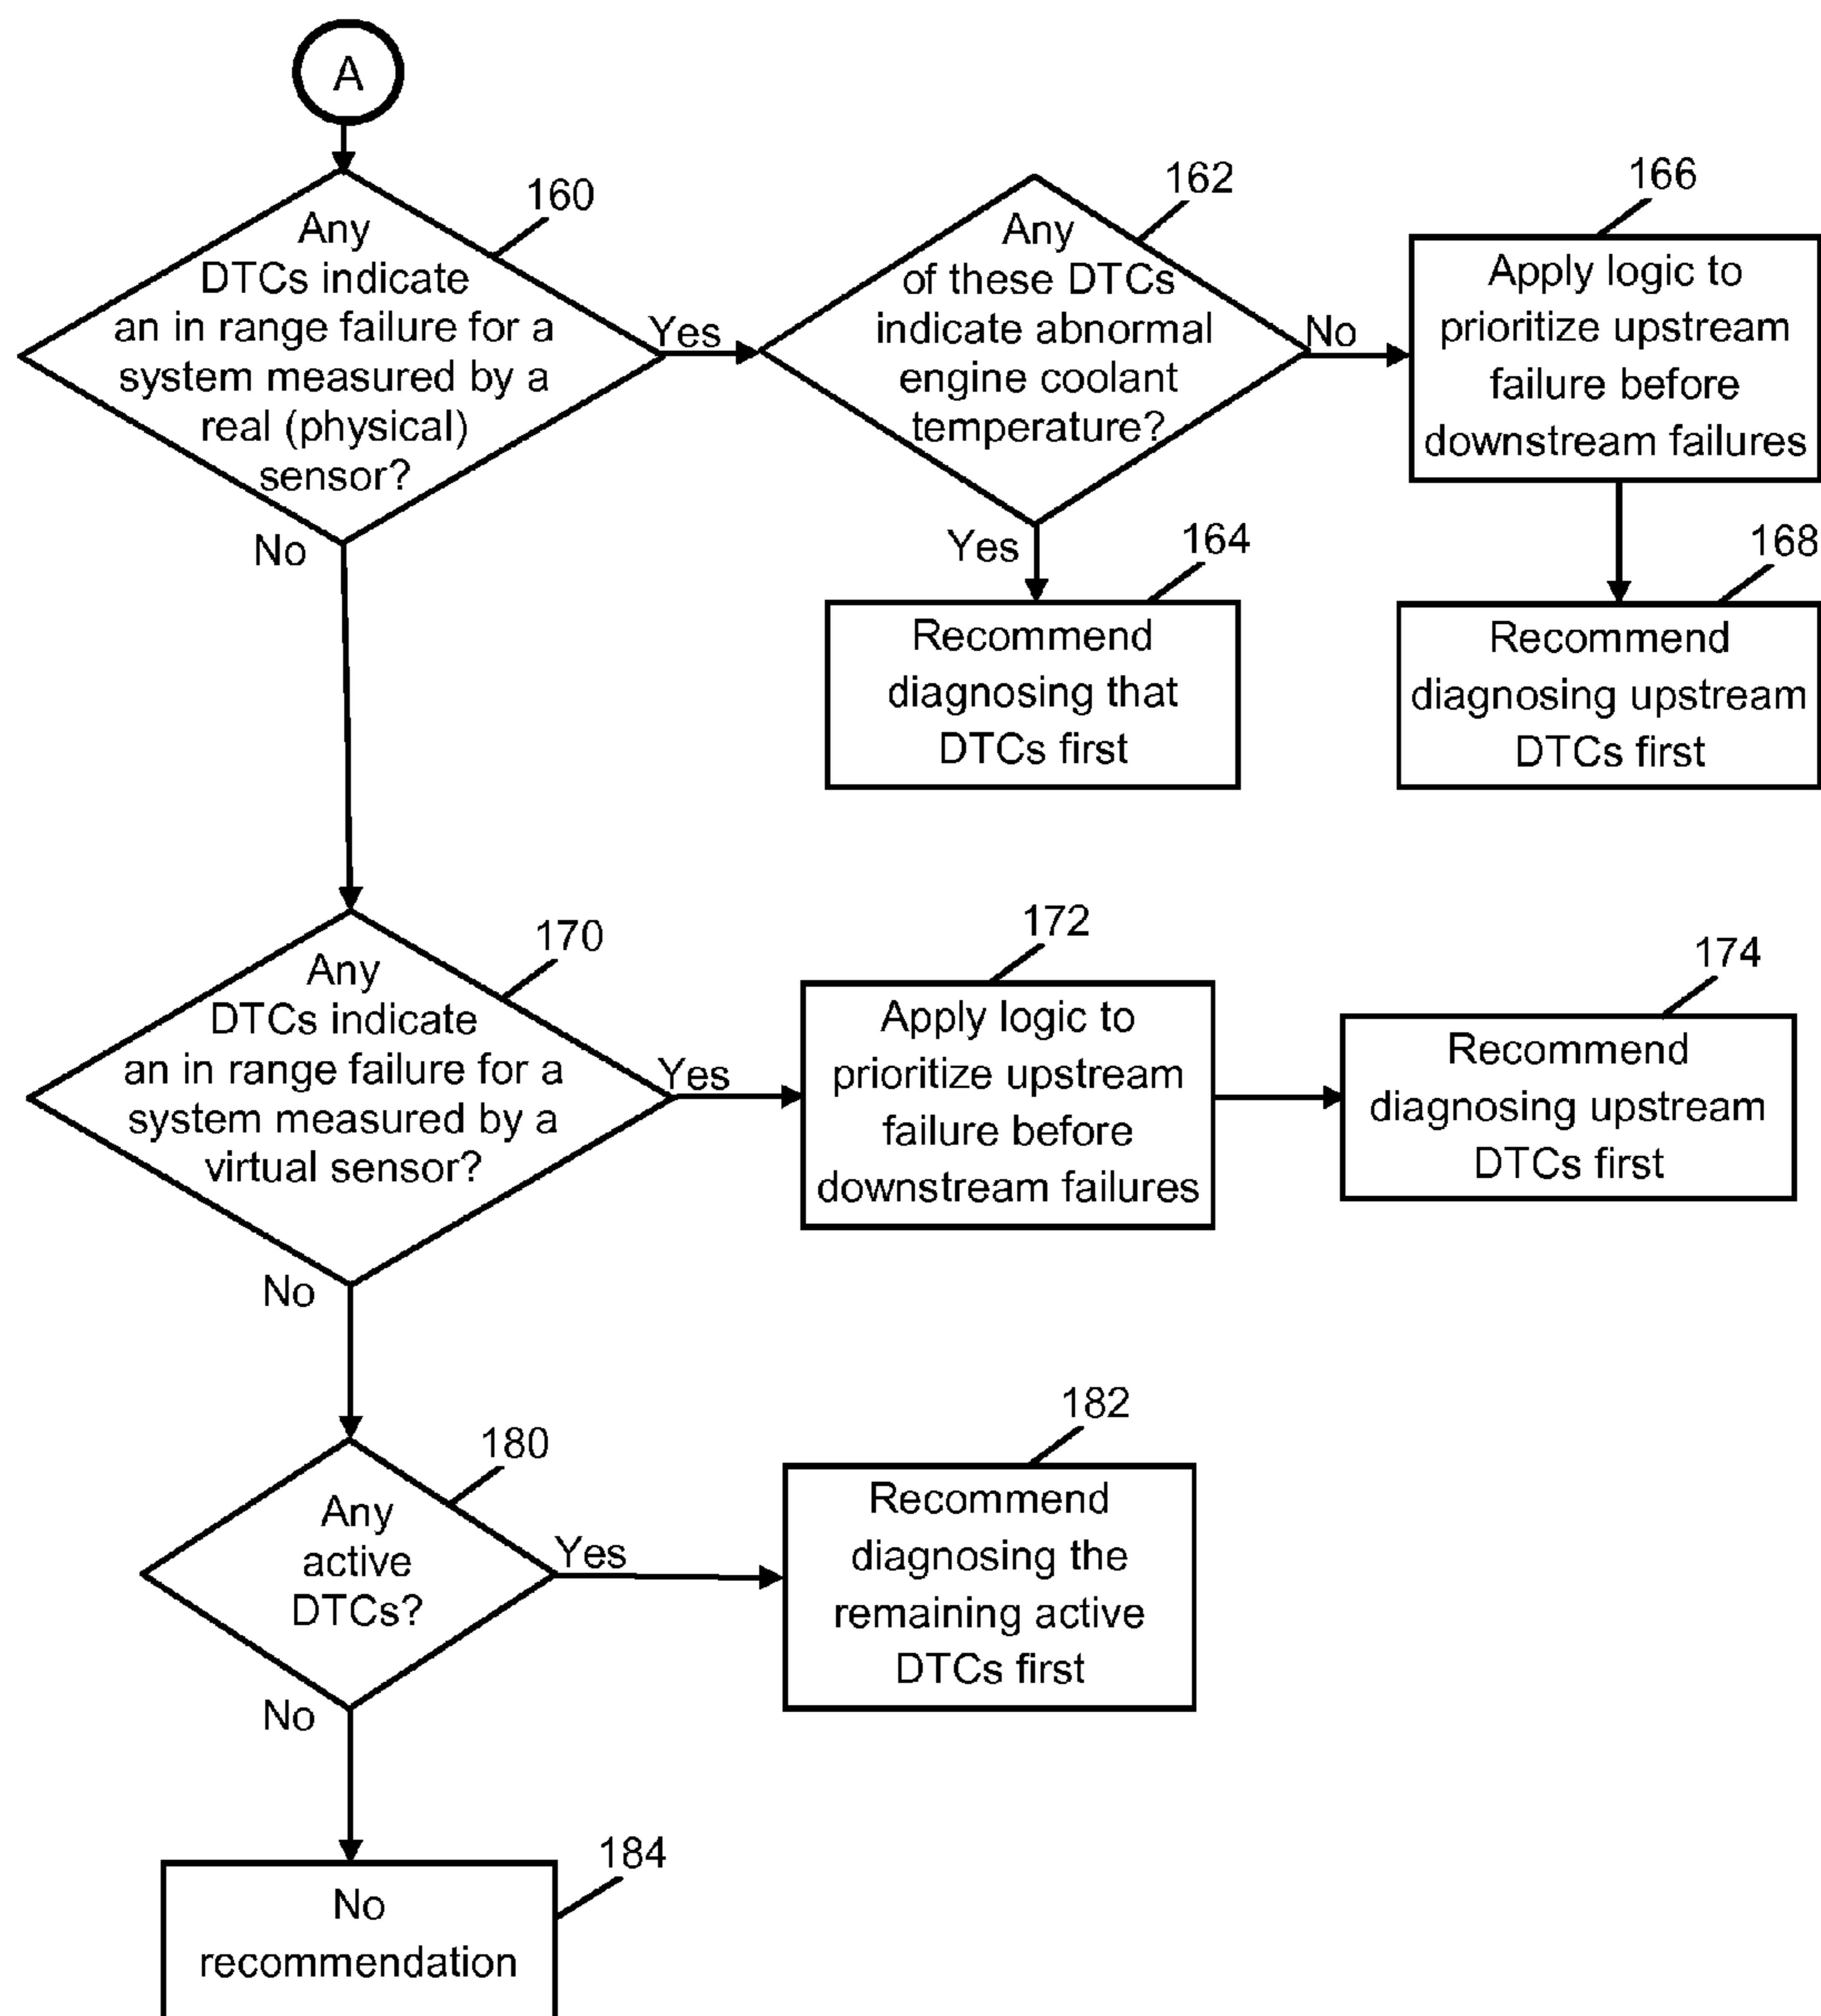 A
160
Any
DTCs indicate
an in range failure for a
system measured by a
real (physical)
sensor?
Yes
No
162
Any
of these DTCs
indicate abnormal
engine coolant
temperature?
No
Yes
166
Apply logic to
prioritize upstream
failure before
downstream failures
164
Recommend
diagnosing that
DTCs first
168
Recommend
diagnosing upstream
DTCs first
170
Any
DTCs indicate
an in range failure for a
system measured by a
virtual sensor?
Yes
No
172
Apply logic to
prioritize upstream
failure before
downstream failures
174
Recommend
diagnosing upstream
DTCs first
180
Any
active
DTCs?
Yes
No
182
Recommend
diagnosing the
remaining active
DTCs first
184
No
recommendation